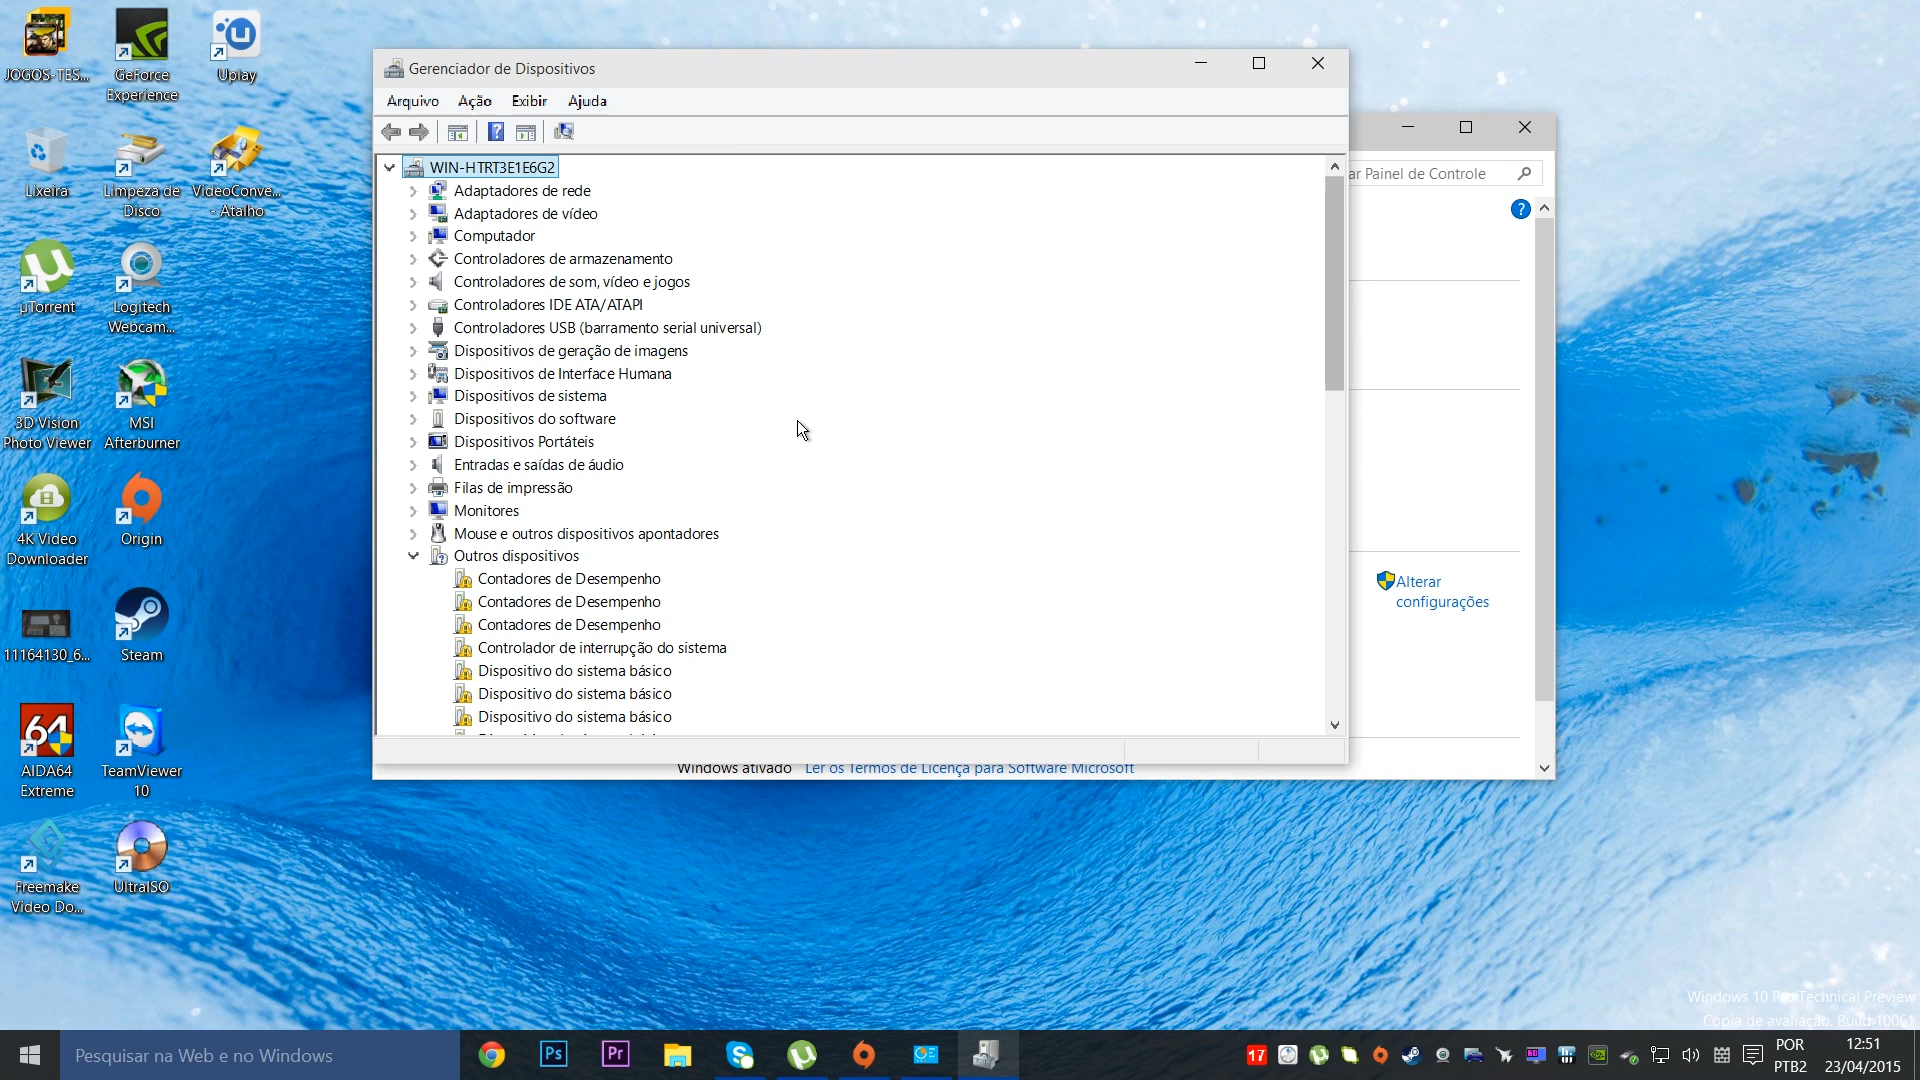 JOGOS-TES...
GeForce
Experience
Uplay
Lixeira
Limpeza de
Disco
VideoConve...
- Atalho
µTorrent
Logitech
Webcam...
3D Vision
Photo Viewer
MSI
Afterburner
4K Video
Downloader
Origin
11164130_6...
Steam
64
AIDA64
Extreme
TeamViewer
10
Freemake
Video Do...
UltraISO
Gerenciador de Dispositivos
Arquivo Ação Exibir Ajuda
WIN-HTRT3E1E6G2
Adaptadores de rede
Adaptadores de vídeo
Computador
Controladores de armazenamento
Controladores de som, vídeo e jogos
Controladores IDE ATA/ATAPI
Controladores USB (barramento serial universal)
Dispositivos de geração de imagens
Dispositivos de Interface Humana
Dispositivos de sistema
Dispositivos do software
Dispositivos Portáteis
Entradas e saídas de áudio
Filas de impressão
Monitores
Mouse e outros dispositivos apontadores
Outros dispositivos
Contadores de Desempenho
Contadores de Desempenho
Contadores de Desempenho
Controlador de interrupção do sistema
Dispositivo do sistema básico
Dispositivo do sistema básico
Dispositivo do sistema básico
ar Painel de Controle
Alterar
configurações
Windows ativado Ler os Termos de Licença para Software Microsoft
Windows 10 Pro Technical Preview
Cópia de avaliação. Build 10061
Pesquisar na Web e no Windows
Ps
Pr
17
POR
PTB2
12:51
23/04/2015